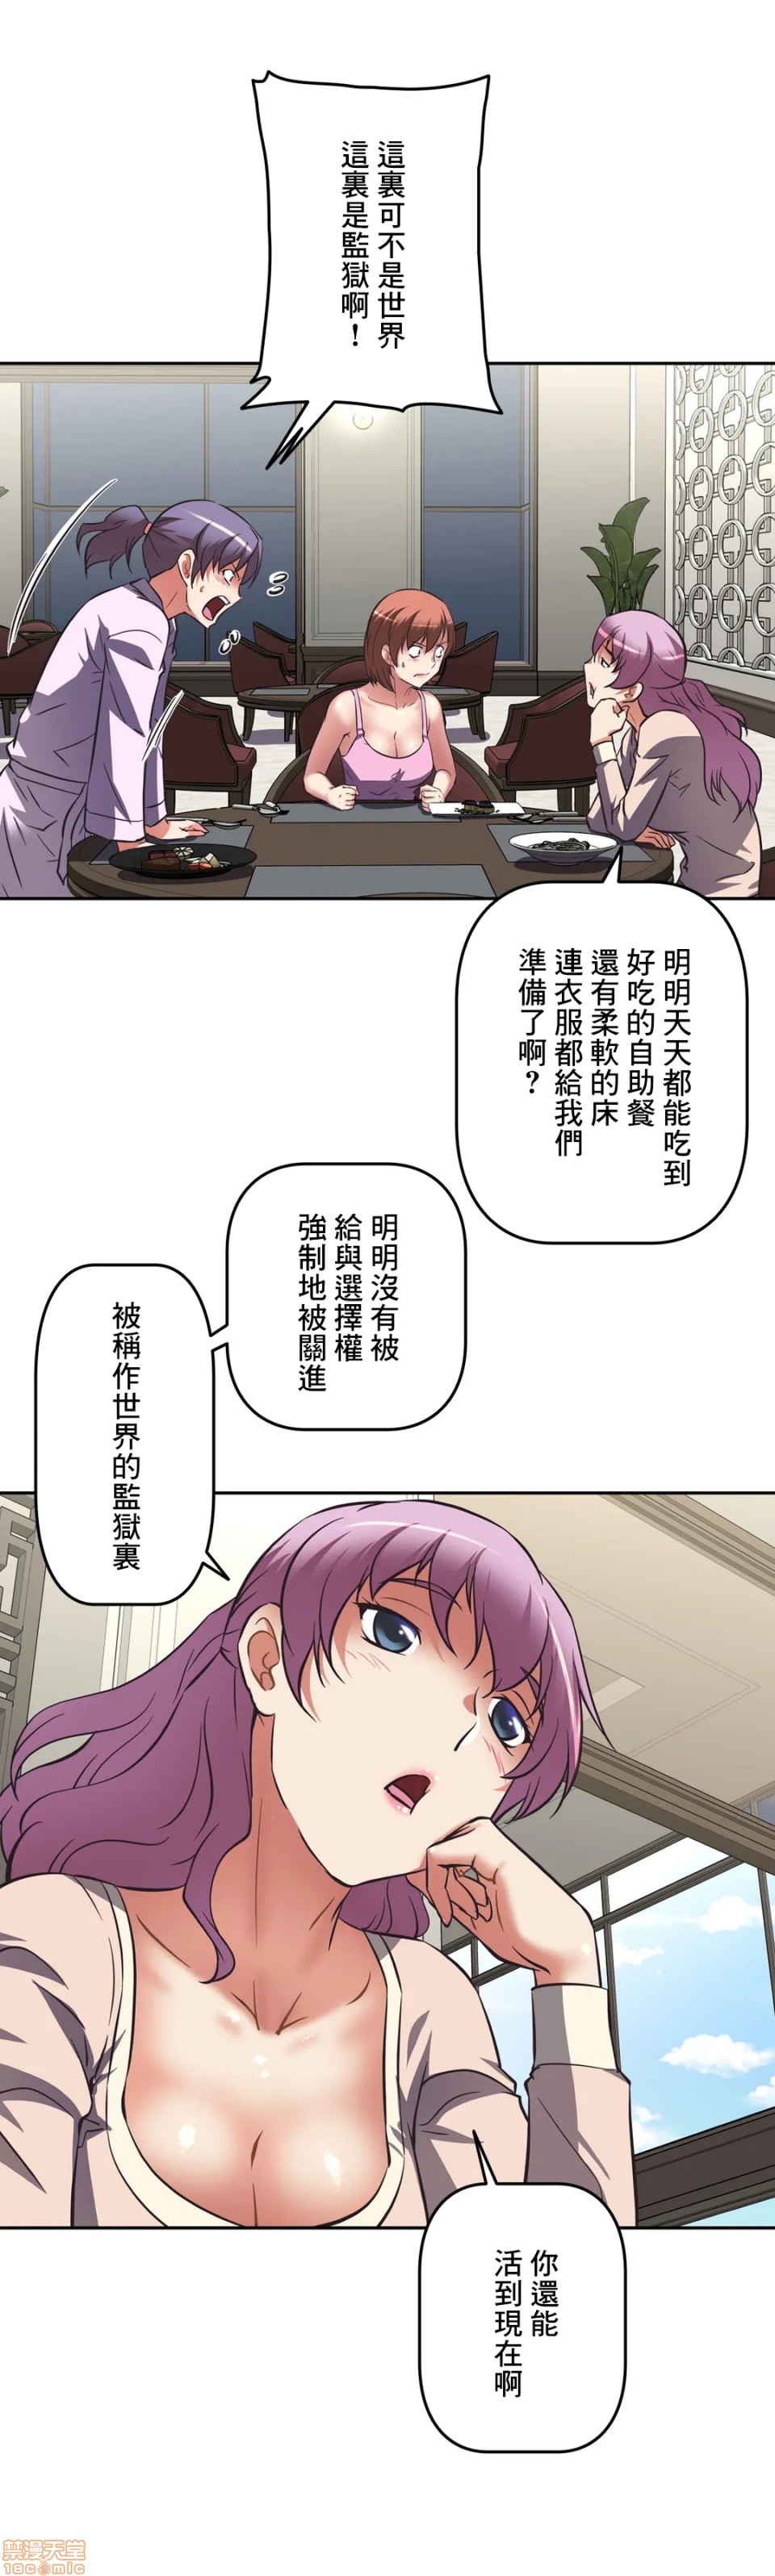 這裏可不是世界
這裏是監獄啊！
明明天天都能吃到
好吃的自助餐
還有柔軟的床
連衣服都給我們
準備了啊？
明明沒有被
給與選擇權
強制地被關進
被稱作世界的監獄裏
你還能
活到現在啊
禁漫天堂
18comic